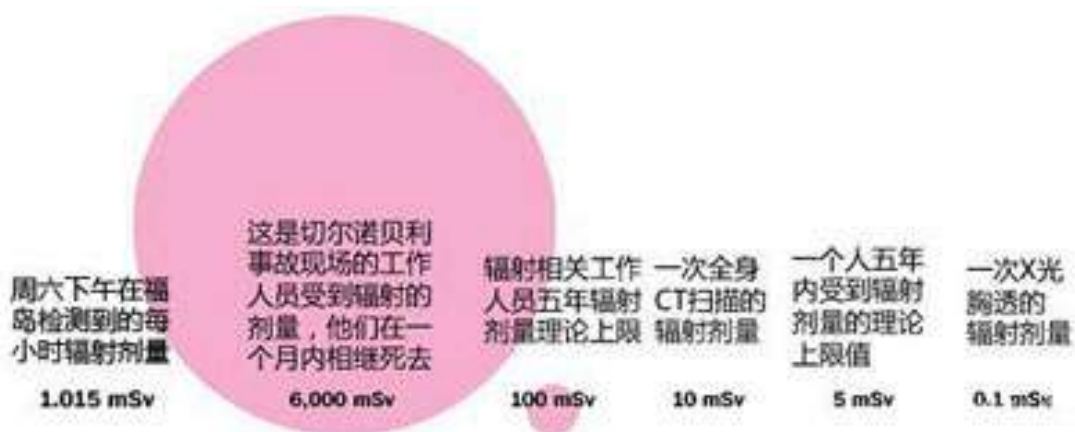 周六下午在福
岛检测到的每
小时辐射剂量
1.015 mSv
这是切尔诺贝利
事故现场的工作
人员受到辐射的
剂量，他们在一
个月内相继死去
6,000 mSv
辐射相关工作
人员五年辐射
剂量理论上限
100 mSv
一次全身
CT扫描的
辐射剂量
10 mSv
一个人五年
内受到辐射
剂量的理论
上限值
5 mSv
一次X光
胸透的
辐射剂量
0.1 mSv